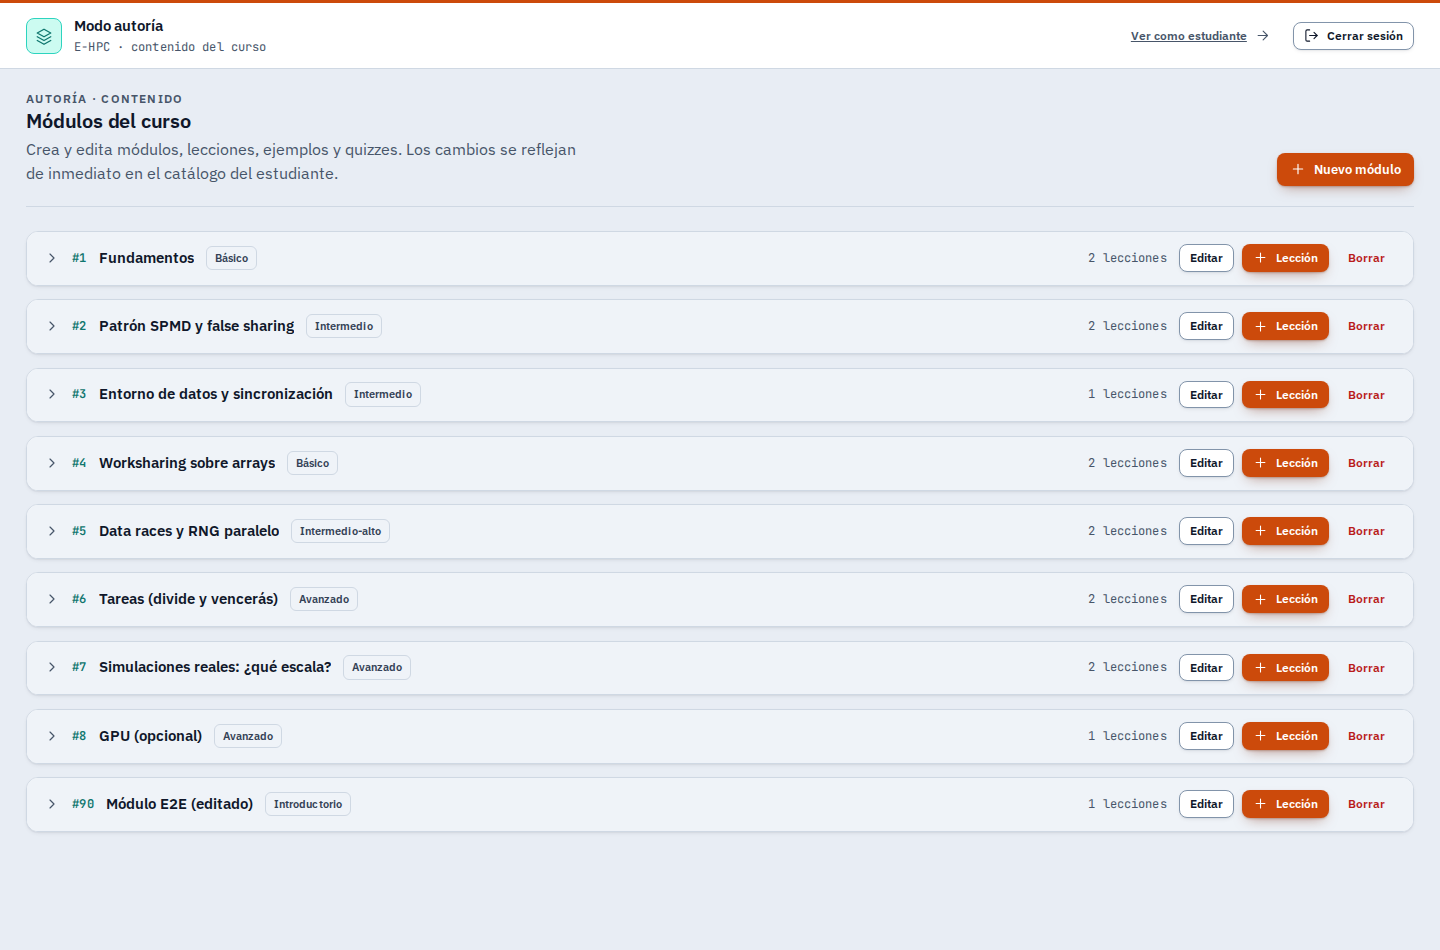 Modo autoría
E-HPC · contenido del curso
Ver como estudiante
Cerrar sesión
AUTORÍA · CONTENIDO
Módulos del curso
Crea y edita módulos, lecciones, ejemplos y quizzes. Los cambios se reflejan
de inmediato en el catálogo del estudiante.
Nuevo módulo
#1 Fundamentos Básico 2 lecciones Editar Lección Borrar
#2 Patrón SPMD y false sharing Intermedio 2 lecciones Editar Lección Borrar
#3 Entorno de datos y sincronización Intermedio 1 lecciones Editar Lección Borrar
#4 Worksharing sobre arrays Básico 2 lecciones Editar Lección Borrar
#5 Data races y RNG paralelo Intermedio-alto 2 lecciones Editar Lección Borrar
#6 Tareas (divide y vencerás) Avanzado 2 lecciones Editar Lección Borrar
#7 Simulaciones reales: ¿qué escala? Avanzado 2 lecciones Editar Lección Borrar
#8 GPU (opcional) Avanzado 1 lecciones Editar Lección Borrar
#90 Módulo E2E (editado) Introductorio 1 lecciones Editar Lección Borrar